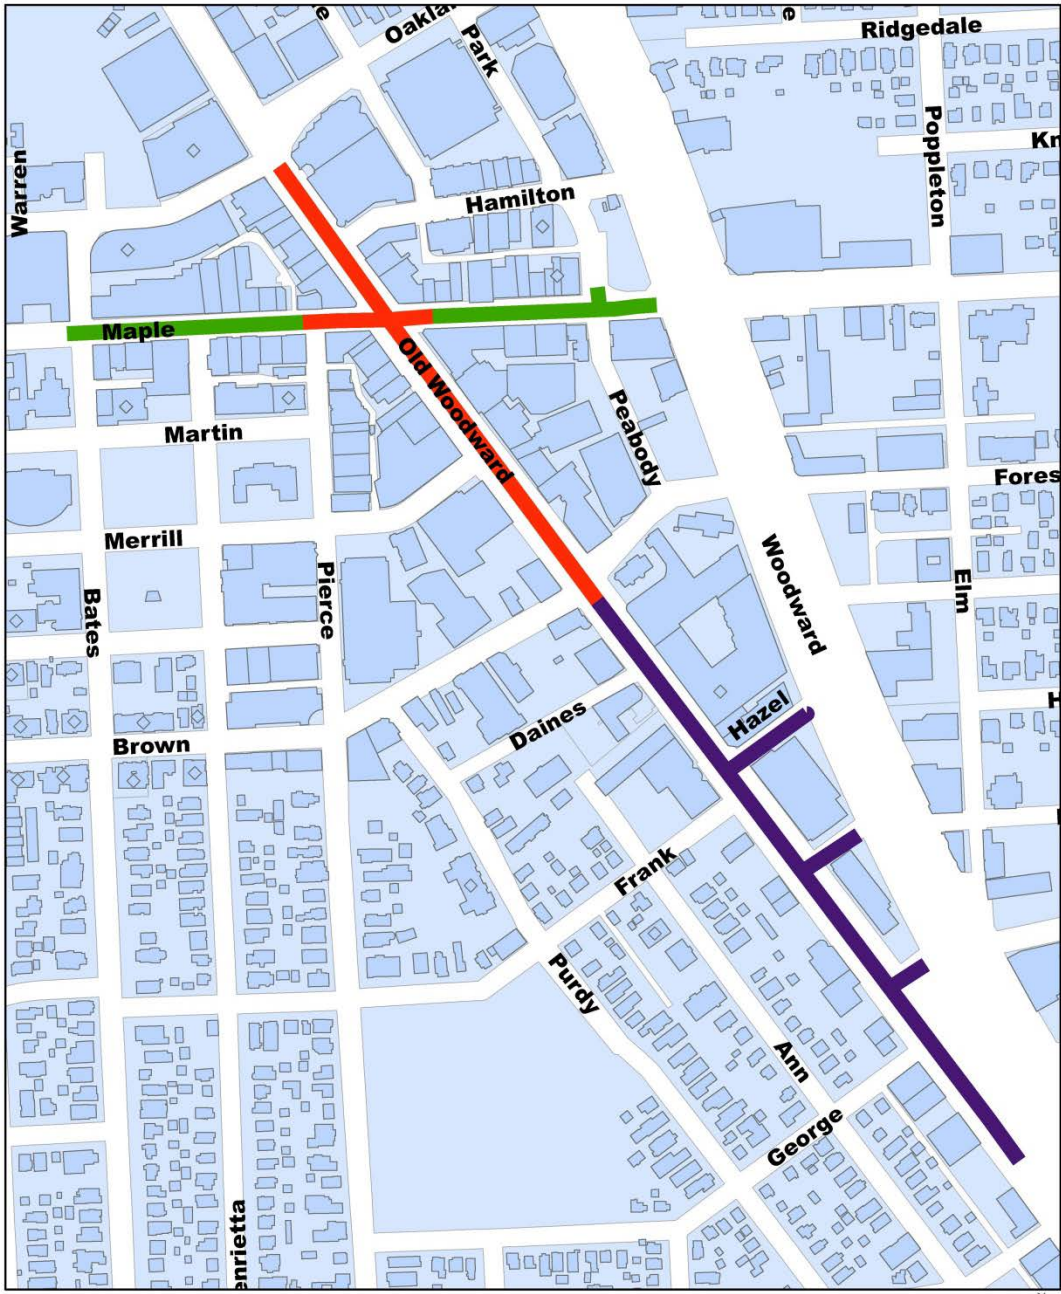 Ridgedale
Park
Poppleton
Warren
Hamilton
Maple
Old Woodward
Peabody
Martin
Merrill
Woodward
Pierce
Elm
Bates
Hazel
Daines
Brown
Frank
Purdy
Ann
George